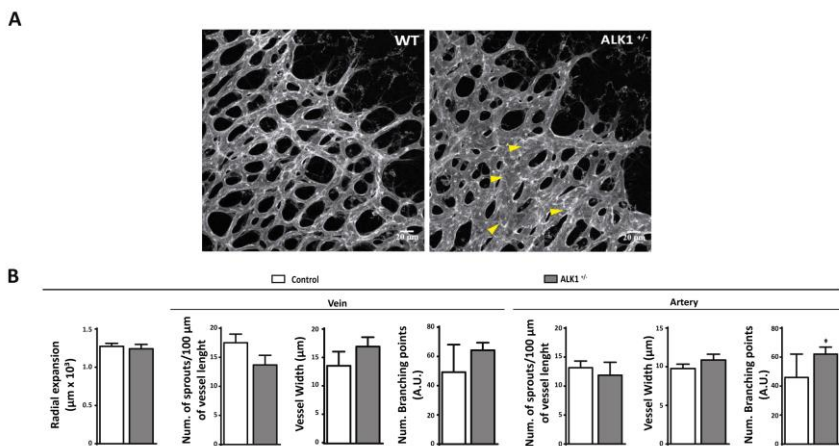 A
WT
ALK1 +/-
20 µm
20 µm
B
Control
ALK1 +/-
Vein
Artery
Radial expansion
(µm x 10³)
1.5
1.0
0.5
0.0
Num. of sprouts/100 µm
of vessel lenght
20
15
10
5
0
Vessel Width (µm)
20
15
10
5
0
Num. Branching points
(A.U.)
80
60
40
20
0
Num. of sprouts/100 µm
of vessel lenght
20
15
10
5
0
Vessel Width (µm)
15
10
5
0
Num. Branching points
(A.U.)
80
60
40
20
0
*